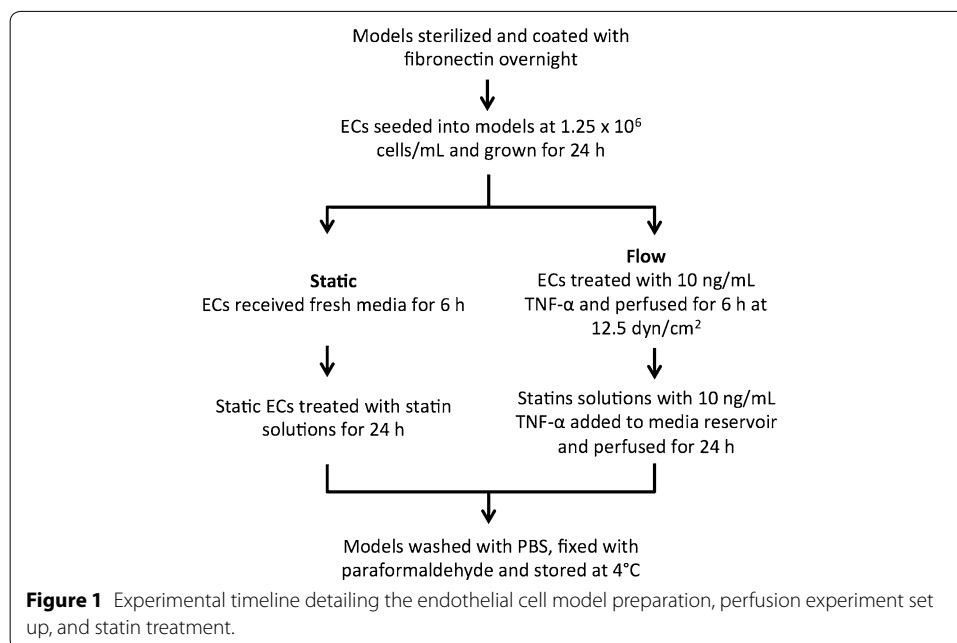 Models sterilized and coated with
fibronectin overnight
ECs seeded into models at 1.25 x 10⁶
cells/mL and grown for 24 h
Static
ECs received fresh media for 6 h
Flow
ECs treated with 10 ng/mL
TNF-α and perfused for 6 h at
12.5 dyn/cm²
Static ECs treated with statin
solutions for 24 h
Statins solutions with 10 ng/mL
TNF-α added to media reservoir
and perfused for 24 h
Models washed with PBS, fixed with
paraformaldehyde and stored at 4°C
Figure 1 Experimental timeline detailing the endothelial cell model preparation, perfusion experiment set
up, and statin treatment.